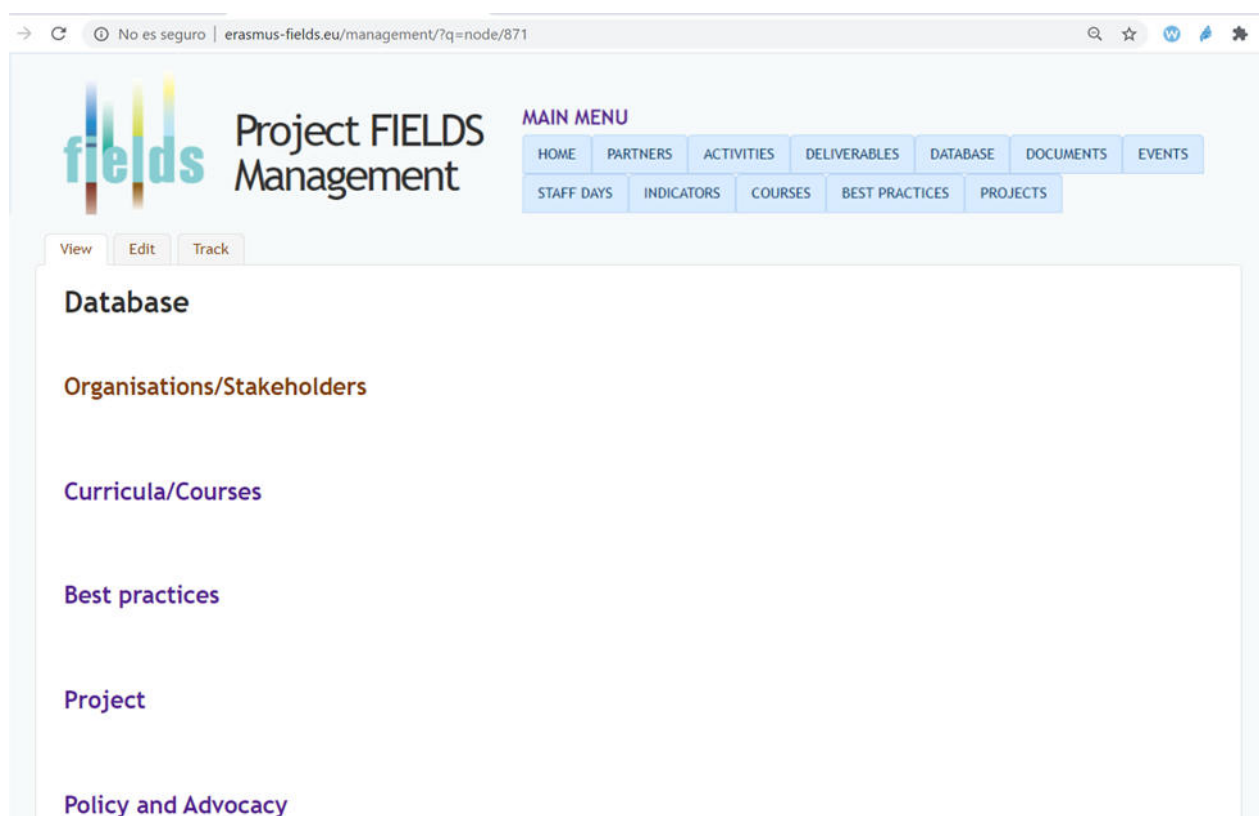 No es seguro | erasmus-fields.eu/management/?q=node/871
fields
Project FIELDS
Management
MAIN MENU
HOME PARTNERS ACTIVITIES DELIVERABLES DATABASE DOCUMENTS EVENTS
STAFF DAYS INDICATORS COURSES BEST PRACTICES PROJECTS
View Edit Track
Database
Organisations/Stakeholders
Curricula/Courses
Best practices
Project
Policy and Advocacy